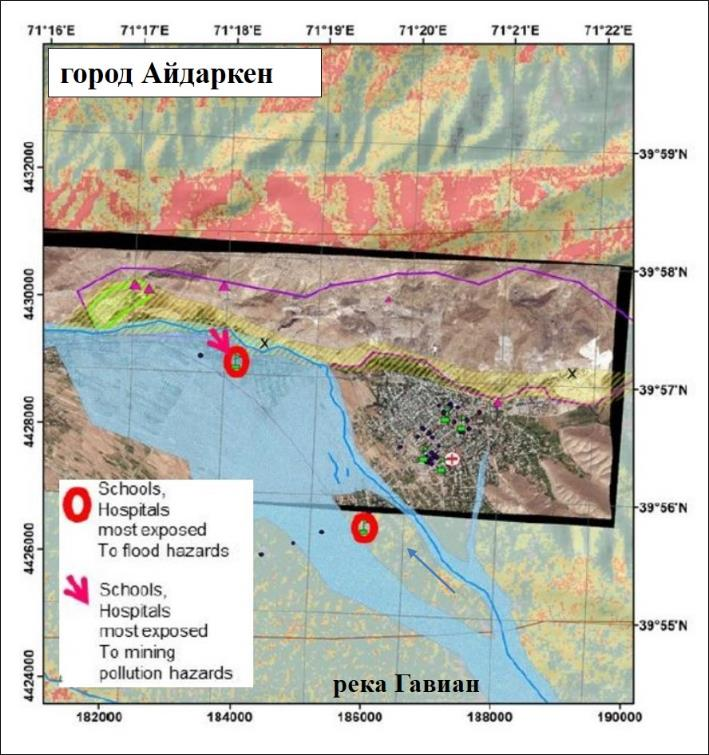 71°16'E 71°17'E 71°18'E 71°19'E 71°20'E 71°21'E 71°22'E
город Айдаркен
4432000
39°59'N
39°58'N
4430000
X
X
39°57'N
4428000
39°56'N
Schools,
Hospitals
most exposed
To flood hazards
4426000
Schools,
Hospitals
most exposed
To mining
pollution hazards
39°55'N
4424000
река Гавиан
182000 184000 186000 188000 190000